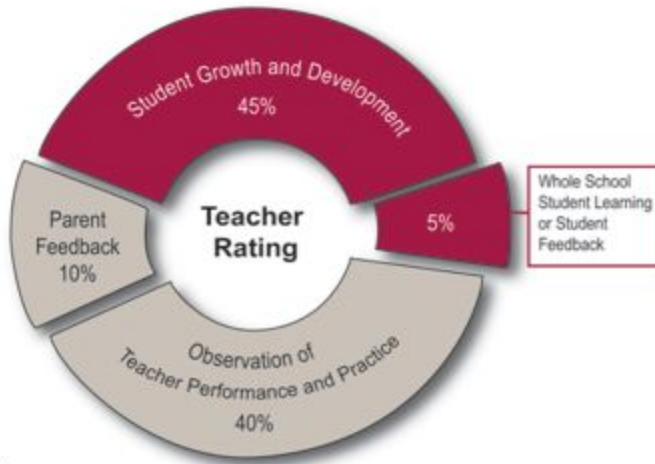 Student Growth and Development
45%
Whole School
Student Learning
or Student
Feedback
5%
Teacher
Rating
Parent
Feedback
10%
Observation of
Teacher Performance and Practice
40%